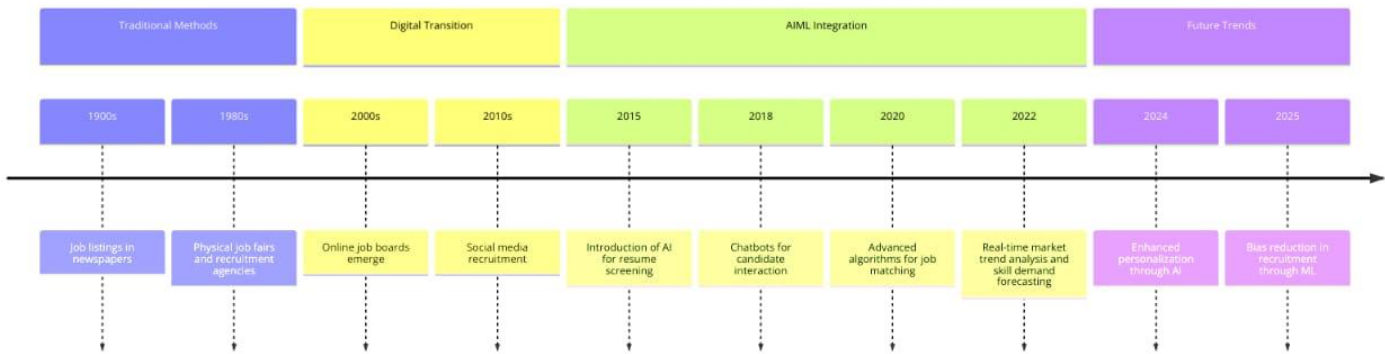 Traditional Methods
Digital Transition
AIML Integration
Future Trends
1900s
1980s
2000s
2010s
2015
2018
2020
2022
2024
2025
Job listings in
newspapers
Physical job fairs
and recruitment
agencies
Online job boards
emerge
Social media
recruitment
Introduction of AI
for resume
screening
Chatbots for
candidate
interaction
Advanced
algorithms for job
matching
Real-time market
trend analysis and
skill demand
forecasting
Enhanced
personalization
through AI
Bias reduction in
recruitment
through ML